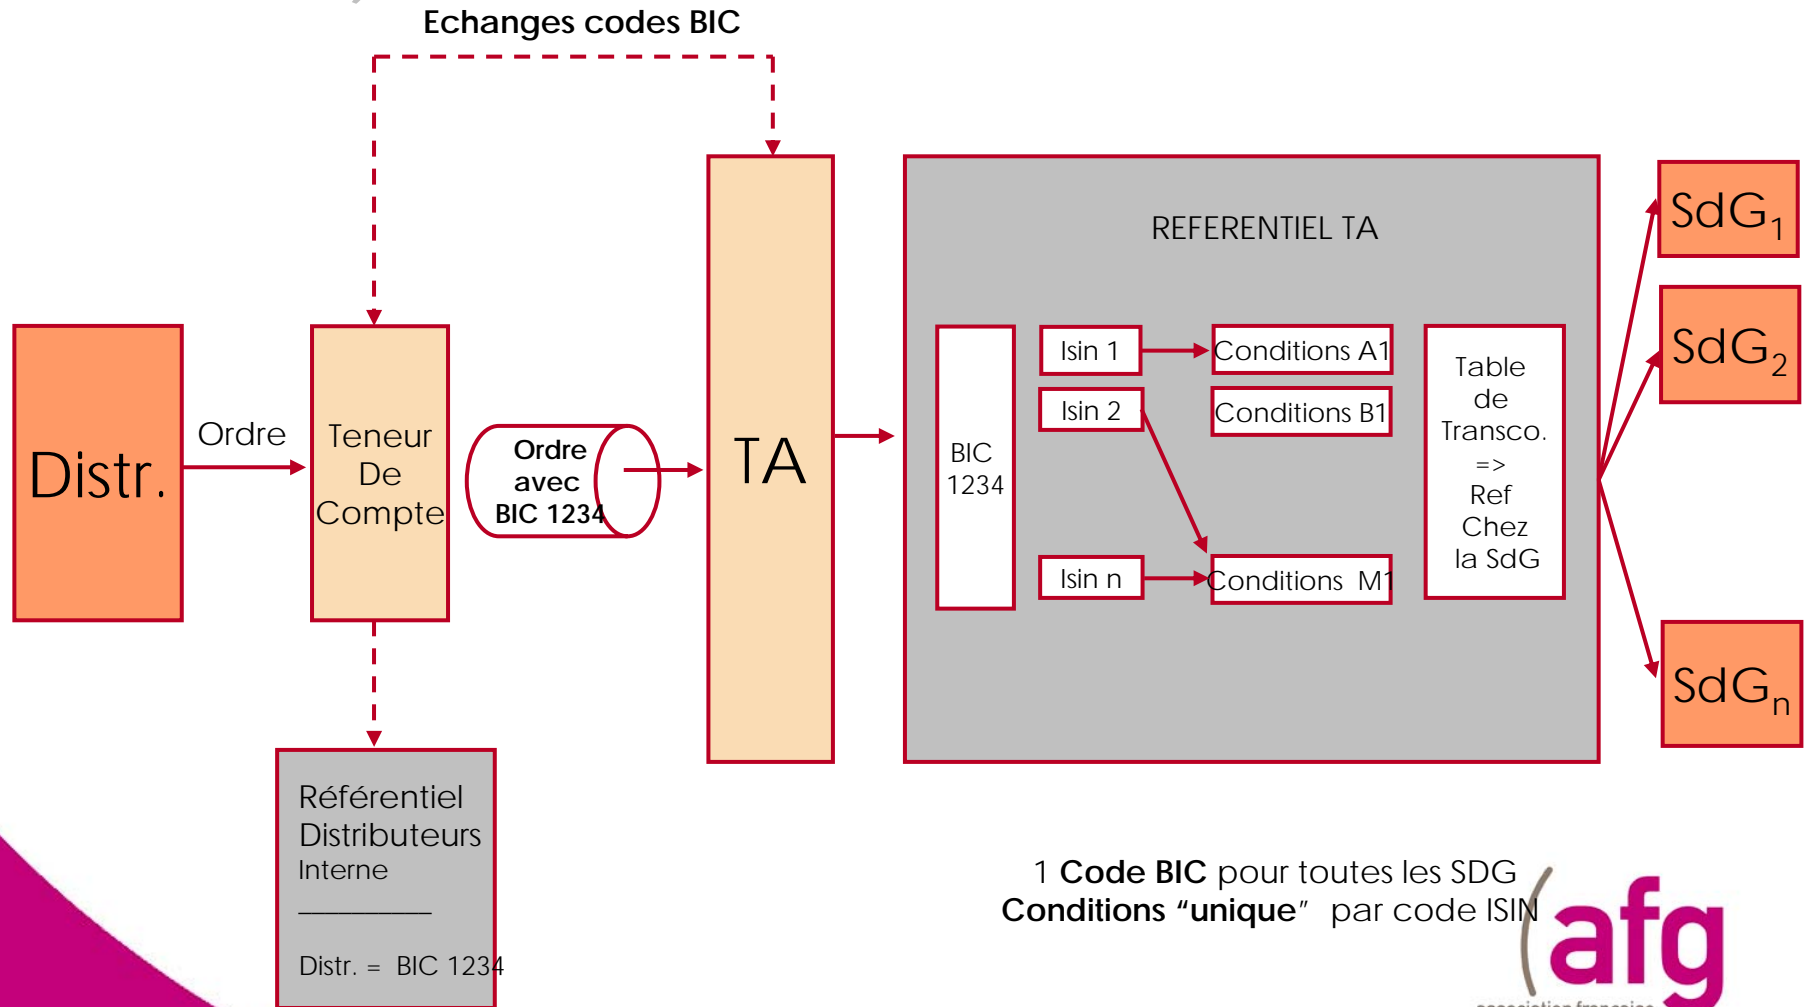 Echanges codes BIC
Distr.
Ordre
Teneur
De
Compte
Ordre
avec
BIC 1234
TA
REFERENTIEL TA
BIC
1234
Isin 1
Isin 2
Isin n
Conditions A1
Conditions B1
Conditions M1
Table
de
Transco.
=>
Ref
Chez
la SdG
SdG1
SdG2
SdGn
Référentiel
Distributeurs
Interne
Distr. = BIC 1234
1 Code BIC pour toutes les SDG
Conditions “unique” par code ISIN
afg
association française